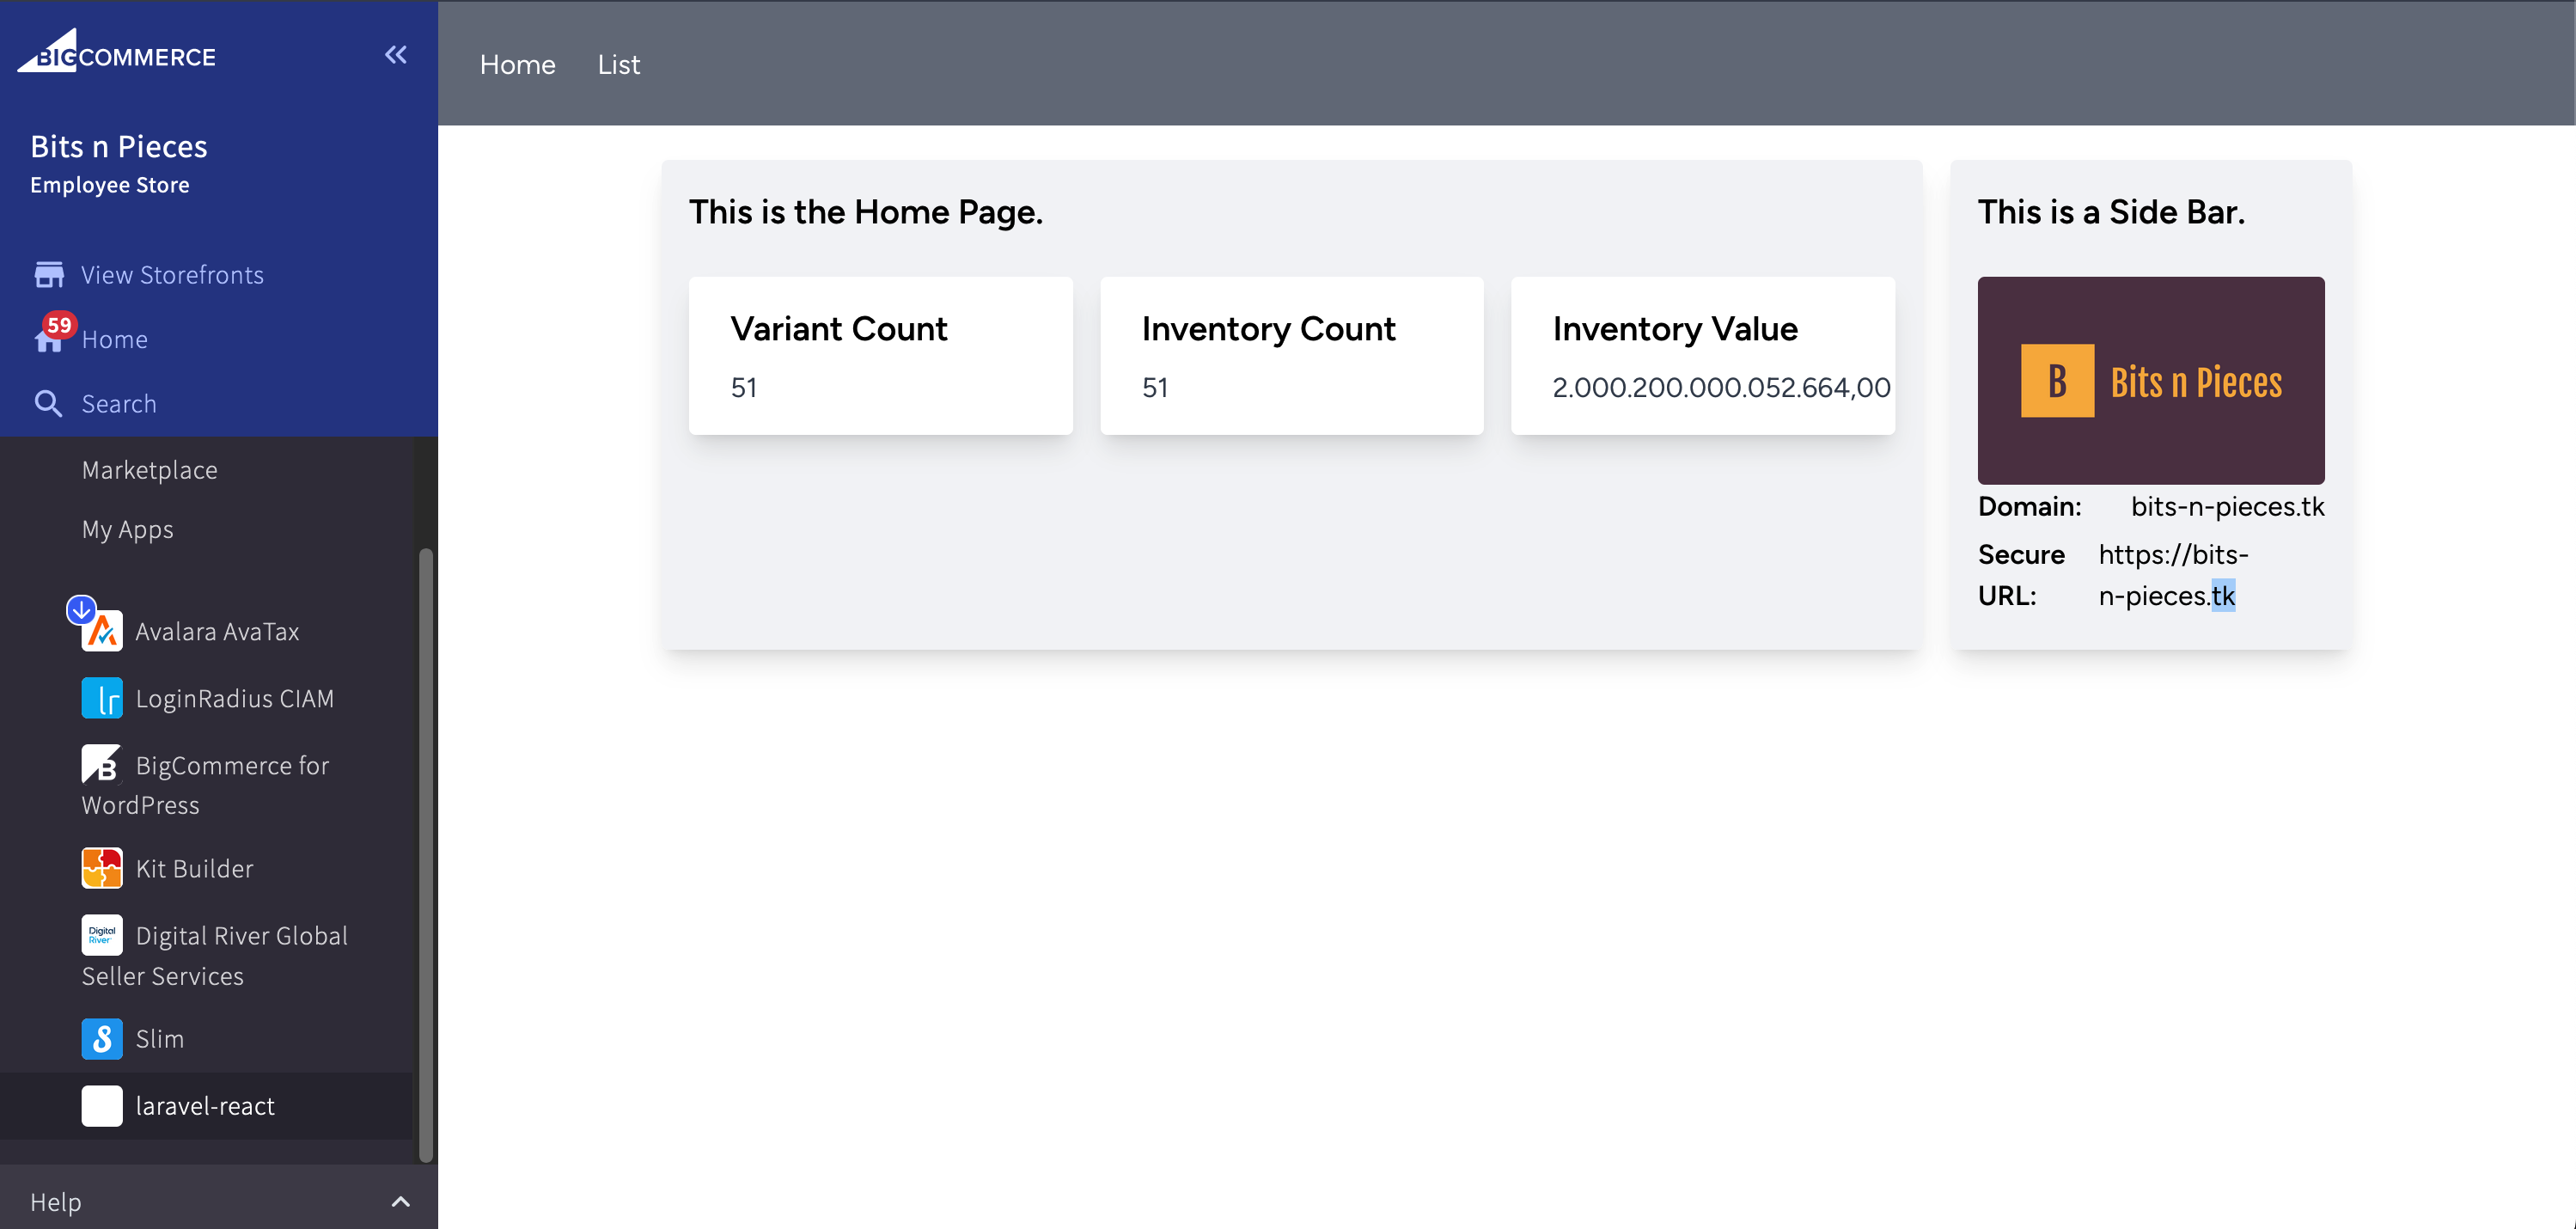 BIGCOMMERCE
Bits n Pieces
Employee Store
View Storefronts
59
Home
Search
Marketplace
My Apps
Avalara AvaTax
lr LoginRadius CIAM
B BigCommerce for
WordPress
Kit Builder
Digital River Digital River Global
Seller Services
S Slim
laravel-react
Help
Home List
This is the Home Page.
Variant Count
51
Inventory Count
51
Inventory Value
2.000.200.000.052.664,00
This is a Side Bar.
B Bits n Pieces
Domain: bits-n-pieces.tk
Secure https://bits-
URL: n-pieces.tk